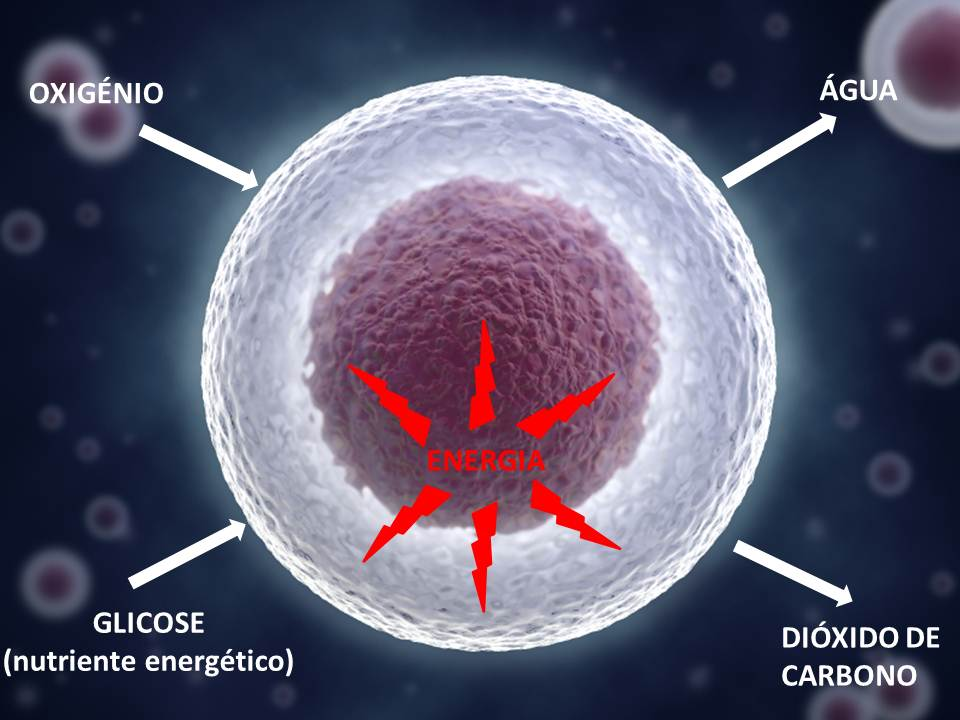 OXIGÉNIO
ÁGUA
ENERGIA
GLICOSE
(nutriente energético)
DIÓXIDO DE
CARBONO